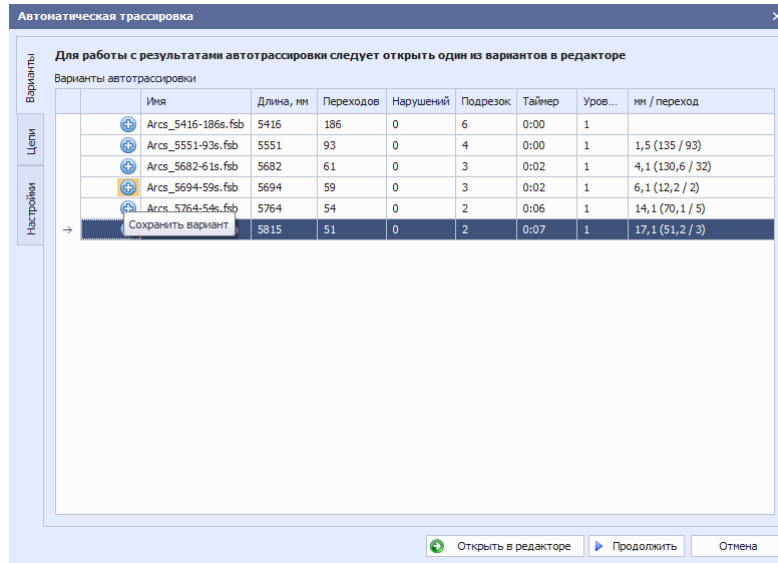 Автоматическая трассировка
Варианты
Цепи
Настройки
Для работы с результатами автотрассировки следует открыть один из вариантов в редакторе
Варианты автотрассировки
Имя Длина, мм Переходов Нарушений Подрезок Таймер Уров... мм / переход
Arcs_5416-186s.fsb 5416 186 0 6 0:00 1
Arcs_5551-93s.fsb 5551 93 0 4 0:00 1 1,5 (135 / 93)
Arcs_5682-61s.fsb 5682 61 0 3 0:02 1 4,1 (130,6 / 32)
Arcs_5694-59s.fsb 5694 59 0 3 0:02 1 6,1 (12,2 / 2)
Arcs_5764-54s.fsb 5764 54 0 2 0:06 1 14,1 (70,1 / 5)
Сохранить вариант 5815 51 0 2 0:07 1 17,1 (51,2 / 3)
Открыть в редакторе Продолжить Отмена